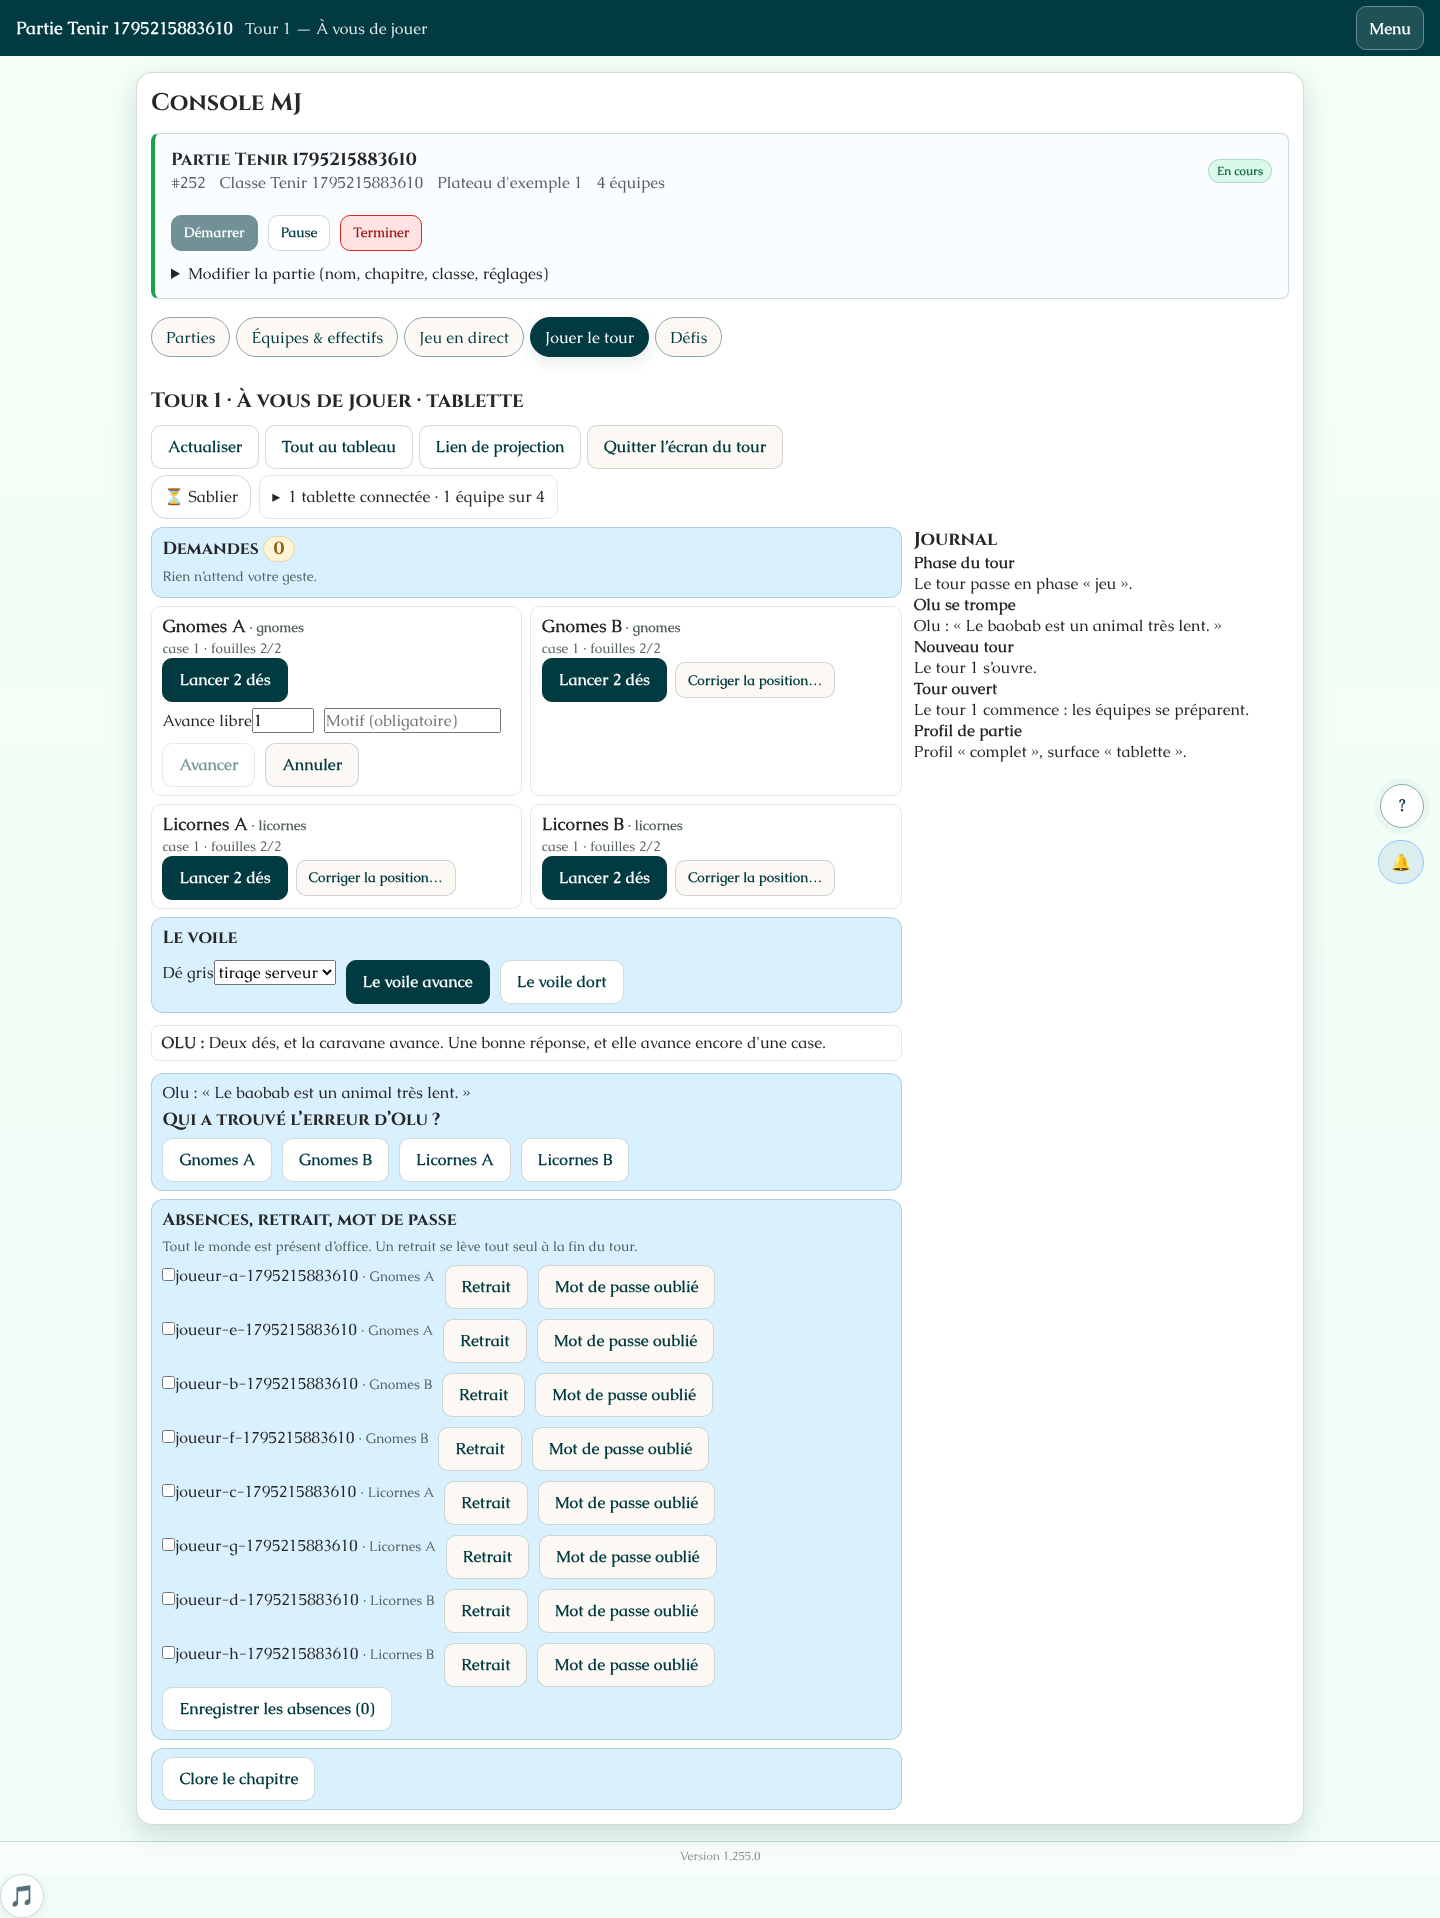 Partie Tenir 1795215883610 Tour 1 — À vous de jouer
Menu
Console MJ
Partie Tenir 1795215883610
#252 Classe Tenir 1795215883610 Plateau d'exemple 1 4 équipes
En cours
Démarrer Pause Terminer
▶ Modifier la partie (nom, chapitre, classe, réglages)
Parties Équipes & effectifs Jeu en direct Jouer le tour Défis
Tour 1 · À vous de jouer · tablette
Actualiser Tout au tableau Lien de projection Quitter l’écran du tour
⏳ Sablier ▸ 1 tablette connectée · 1 équipe sur 4
Demandes 0
Rien n’attend votre geste.
Gnomes A · gnomes
case 1 · fouilles 2/2
Lancer 2 dés
Avance libre 1 Motif (obligatoire)
Avancer Annuler
Gnomes B · gnomes
case 1 · fouilles 2/2
Lancer 2 dés Corriger la position…
Licornes A · licornes
case 1 · fouilles 2/2
Lancer 2 dés Corriger la position…
Licornes B · licornes
case 1 · fouilles 2/2
Lancer 2 dés Corriger la position…
Le voile
Dé gris tirage serveur Le voile avance Le voile dort
OLU : Deux dés, et la caravane avance. Une bonne réponse, et elle avance encore d'une case.
Olu : « Le baobab est un animal très lent. »
Qui a trouvé l’erreur d’Olu ?
Gnomes A Gnomes B Licornes A Licornes B
Absences, retrait, mot de passe
Tout le monde est présent d’office. Un retrait se lève tout seul à la fin du tour.
joueur-a-1795215883610 · Gnomes A Retrait Mot de passe oublié
joueur-e-1795215883610 · Gnomes A Retrait Mot de passe oublié
joueur-b-1795215883610 · Gnomes B Retrait Mot de passe oublié
joueur-f-1795215883610 · Gnomes B Retrait Mot de passe oublié
joueur-c-1795215883610 · Licornes A Retrait Mot de passe oublié
joueur-g-1795215883610 · Licornes A Retrait Mot de passe oublié
joueur-d-1795215883610 · Licornes B Retrait Mot de passe oublié
joueur-h-1795215883610 · Licornes B Retrait Mot de passe oublié
Enregistrer les absences (0)
Clore le chapitre
Journal
Phase du tour
Le tour passe en phase « jeu ».
Olu se trompe
Olu : « Le baobab est un animal très lent. »
Nouveau tour
Le tour 1 s’ouvre.
Tour ouvert
Le tour 1 commence : les équipes se préparent.
Profil de partie
Profil « complet », surface « tablette ».
?
Version 1.255.0